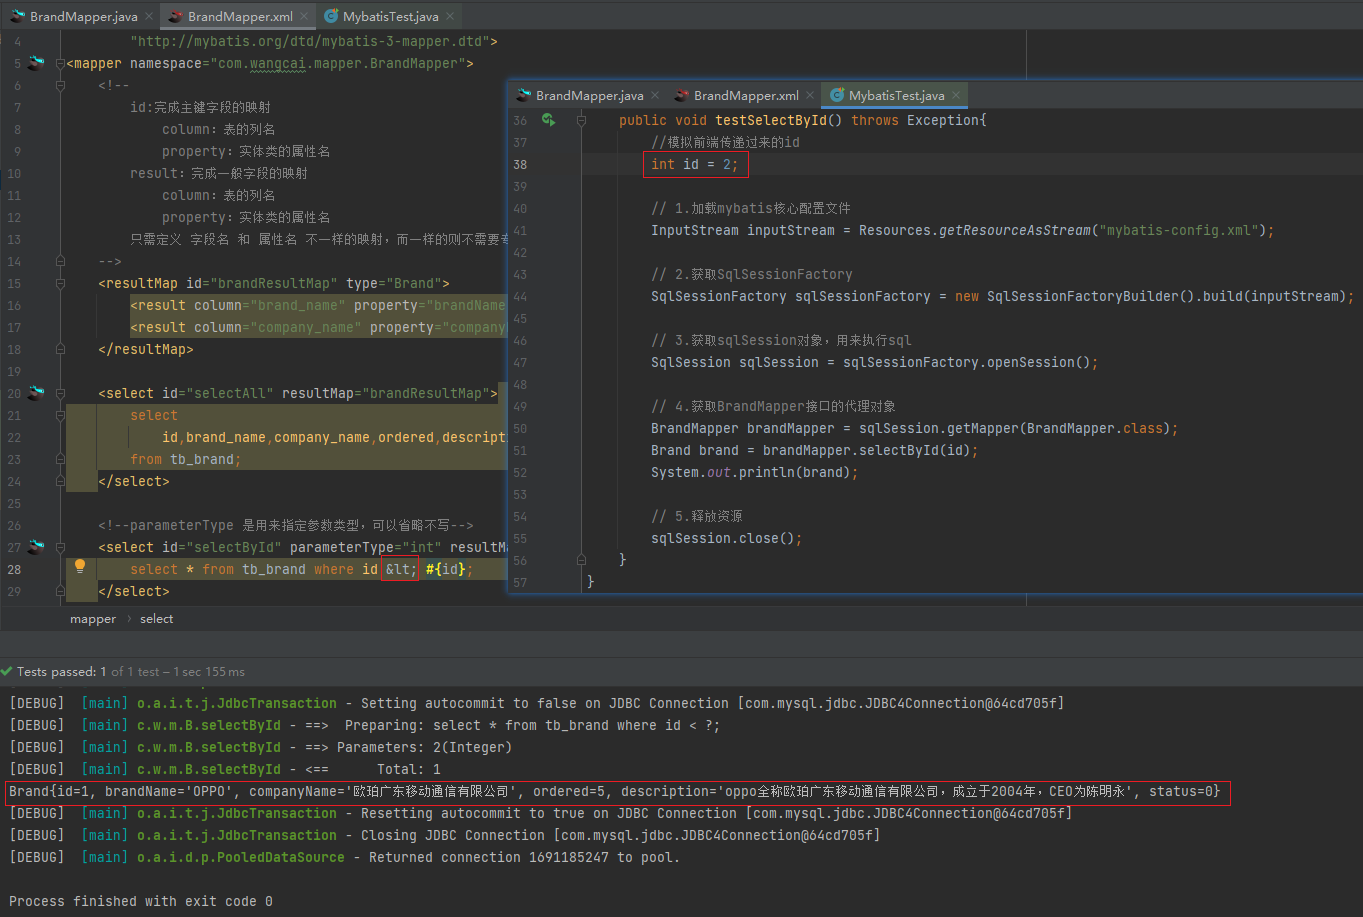 BrandMapper.java × BrandMapper.xml × MybatisTest.java ×
4 "http://mybatis.org/dtd/mybatis-3-mapper.dtd">
5 <mapper namespace="com.wangcai.mapper.BrandMapper">
6 <!--
7 id:完成主键字段的映射
8 column：表的列名
9 property：实体类的属性名
10 result：完成一般字段的映射
11 column：表的列名
12 property：实体类的属性名
13 只需定义 字段名 和 属性名 不一样的映射，而一样的则不需要
14 -->
15 <resultMap id="brandResultMap" type="Brand">
16 <result column="brand_name" property="brandName
17 <result column="company_name" property="company
18 </resultMap>
19
20 <select id="selectAll" resultMap="brandResultMap">
21 select
22 id,brand_name,company_name,ordered,descripti
23 from tb_brand;
24 </select>
25
26 <!--parameterType 是用来指定参数类型，可以省略不写-->
27 <select id="selectById" parameterType="int" resultMa
28 select * from tb_brand where id &lt; #{id};
29 </select>
mapper › select
BrandMapper.java × BrandMapper.xml × MybatisTest.java ×
36 public void testSelectById() throws Exception{
37 //模拟前端传递过来的id
38 int id = 2;
39
40 // 1.加载mybatis核心配置文件
41 InputStream inputStream = Resources.getResourceAsStream("mybatis-config.xml");
42
43 // 2.获取SqlSessionFactory
44 SqlSessionFactory sqlSessionFactory = new SqlSessionFactoryBuilder().build(inputStream);
45
46 // 3.获取sqlSession对象，用来执行sql
47 SqlSession sqlSession = sqlSessionFactory.openSession();
48
49 // 4.获取BrandMapper接口的代理对象
50 BrandMapper brandMapper = sqlSession.getMapper(BrandMapper.class);
51 Brand brand = brandMapper.selectById(id);
52 System.out.println(brand);
53
54 // 5.释放资源
55 sqlSession.close();
56 }
57 }
Tests passed: 1 of 1 test – 1 sec 155 ms
[DEBUG] [main] o.a.i.t.j.JdbcTransaction - Setting autocommit to false on JDBC Connection [com.mysql.jdbc.JDBC4Connection@64cd705f]
[DEBUG] [main] c.w.m.B.selectById - ==> Preparing: select * from tb_brand where id < ?;
[DEBUG] [main] c.w.m.B.selectById - ==> Parameters: 2(Integer)
[DEBUG] [main] c.w.m.B.selectById - <== Total: 1
Brand{id=1, brandName='OPPO', companyName='欧珀广东移动通信有限公司', ordered=5, description='oppo全称欧珀广东移动通信有限公司，成立于2004年，CEO为陈明永', status=0}
[DEBUG] [main] o.a.i.t.j.JdbcTransaction - Resetting autocommit to true on JDBC Connection [com.mysql.jdbc.JDBC4Connection@64cd705f]
[DEBUG] [main] o.a.i.t.j.JdbcTransaction - Closing JDBC Connection [com.mysql.jdbc.JDBC4Connection@64cd705f]
[DEBUG] [main] o.a.i.d.p.PooledDataSource - Returned connection 1691185247 to pool.
Process finished with exit code 0